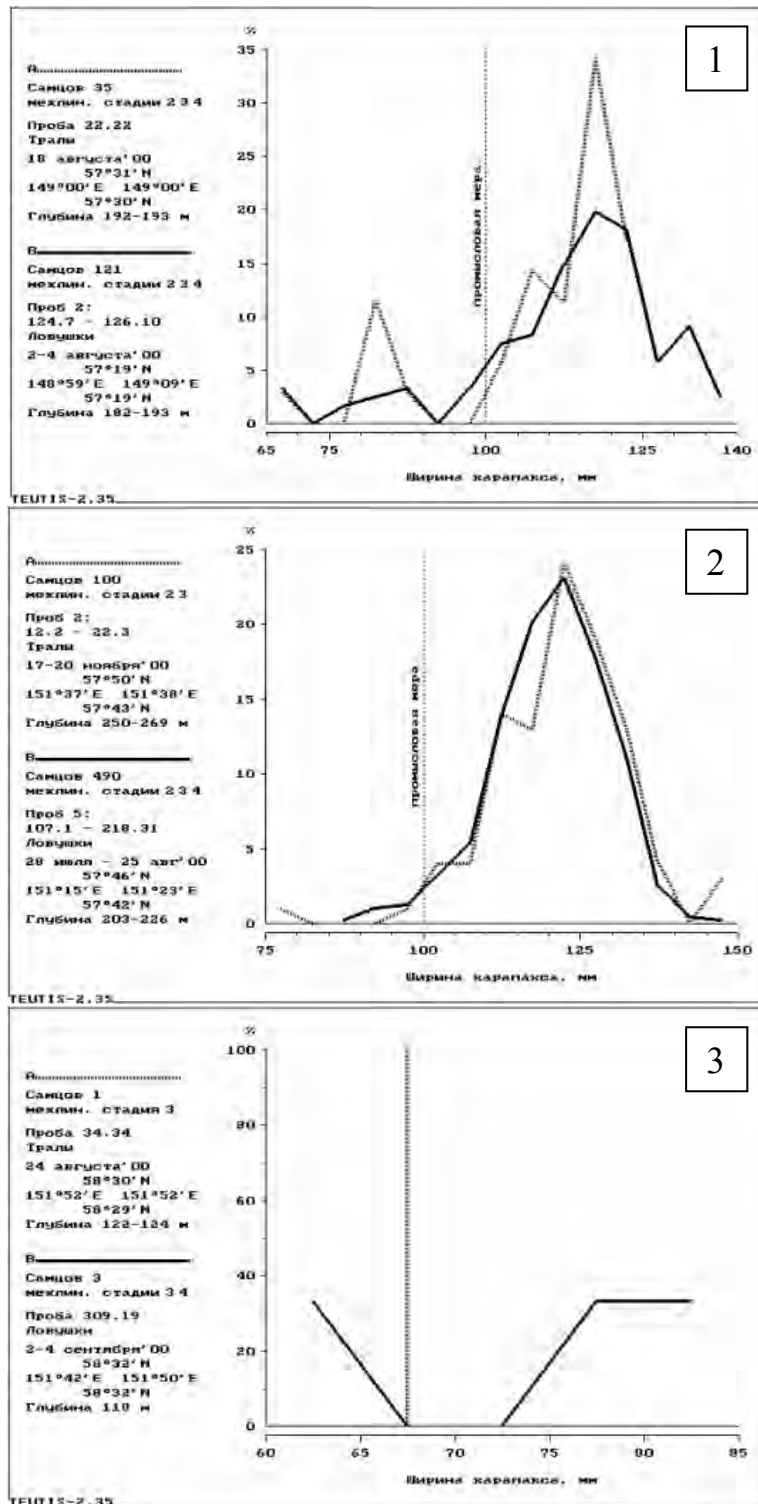 %
35
30
25
20
15
10
5
0
65 75 100 125 140
Ширина карапакса, мм
промысловая мера
1
A
Самцов 35
межлин. стадии 2 3 4
Проба 22.22
Тралы
18 августа'00
57°31'N
149°00'E 149°00'E
57°30'N
Глубина 192-193 м
B
Самцов 121
межлин. стадии 2 3 4
Проб 2:
124.7 - 126.10
Ловушки
2-4 августа'00
57°19'N
148°59'E 149°09'E
57°19'N
Глубина 182-193 м
TEUTIS-2.35
%
25
20
15
10
5
0
75 100 125 150
Ширина карапакса, мм
промысловая мера
2
A
Самцов 100
межлин. стадии 2 3
Проб 2:
12.2 - 22.3
Тралы
17-20 ноября'00
57°50'N
151°37'E 151°38'E
57°43'N
Глубина 250-269 м
B
Самцов 490
межлин. стадии 2 3 4
Проб 5:
107.1 - 218.31
Ловушки
28 июля - 25 авг'00
57°46'N
151°15'E 151°23'E
57°42'N
Глубина 203-226 м
TEUTIS-2.35
%
100
80
60
40
20
0
60 65 70 75 80 85
Ширина карапакса, мм
3
A
Самцов 1
межлин. стадия 3
Проба 34.34
Тралы
24 августа'00
58°30'N
151°52'E 151°52'E
58°29'N
Глубина 122-124 м
B
Самцов 3
межлин. стадии 3 4
Проба 309.19
Ловушки
2-4 сентября'00
58°32'N
151°42'E 151°50'E
58°32'N
Глубина 118 м
TEUTIS-2.35